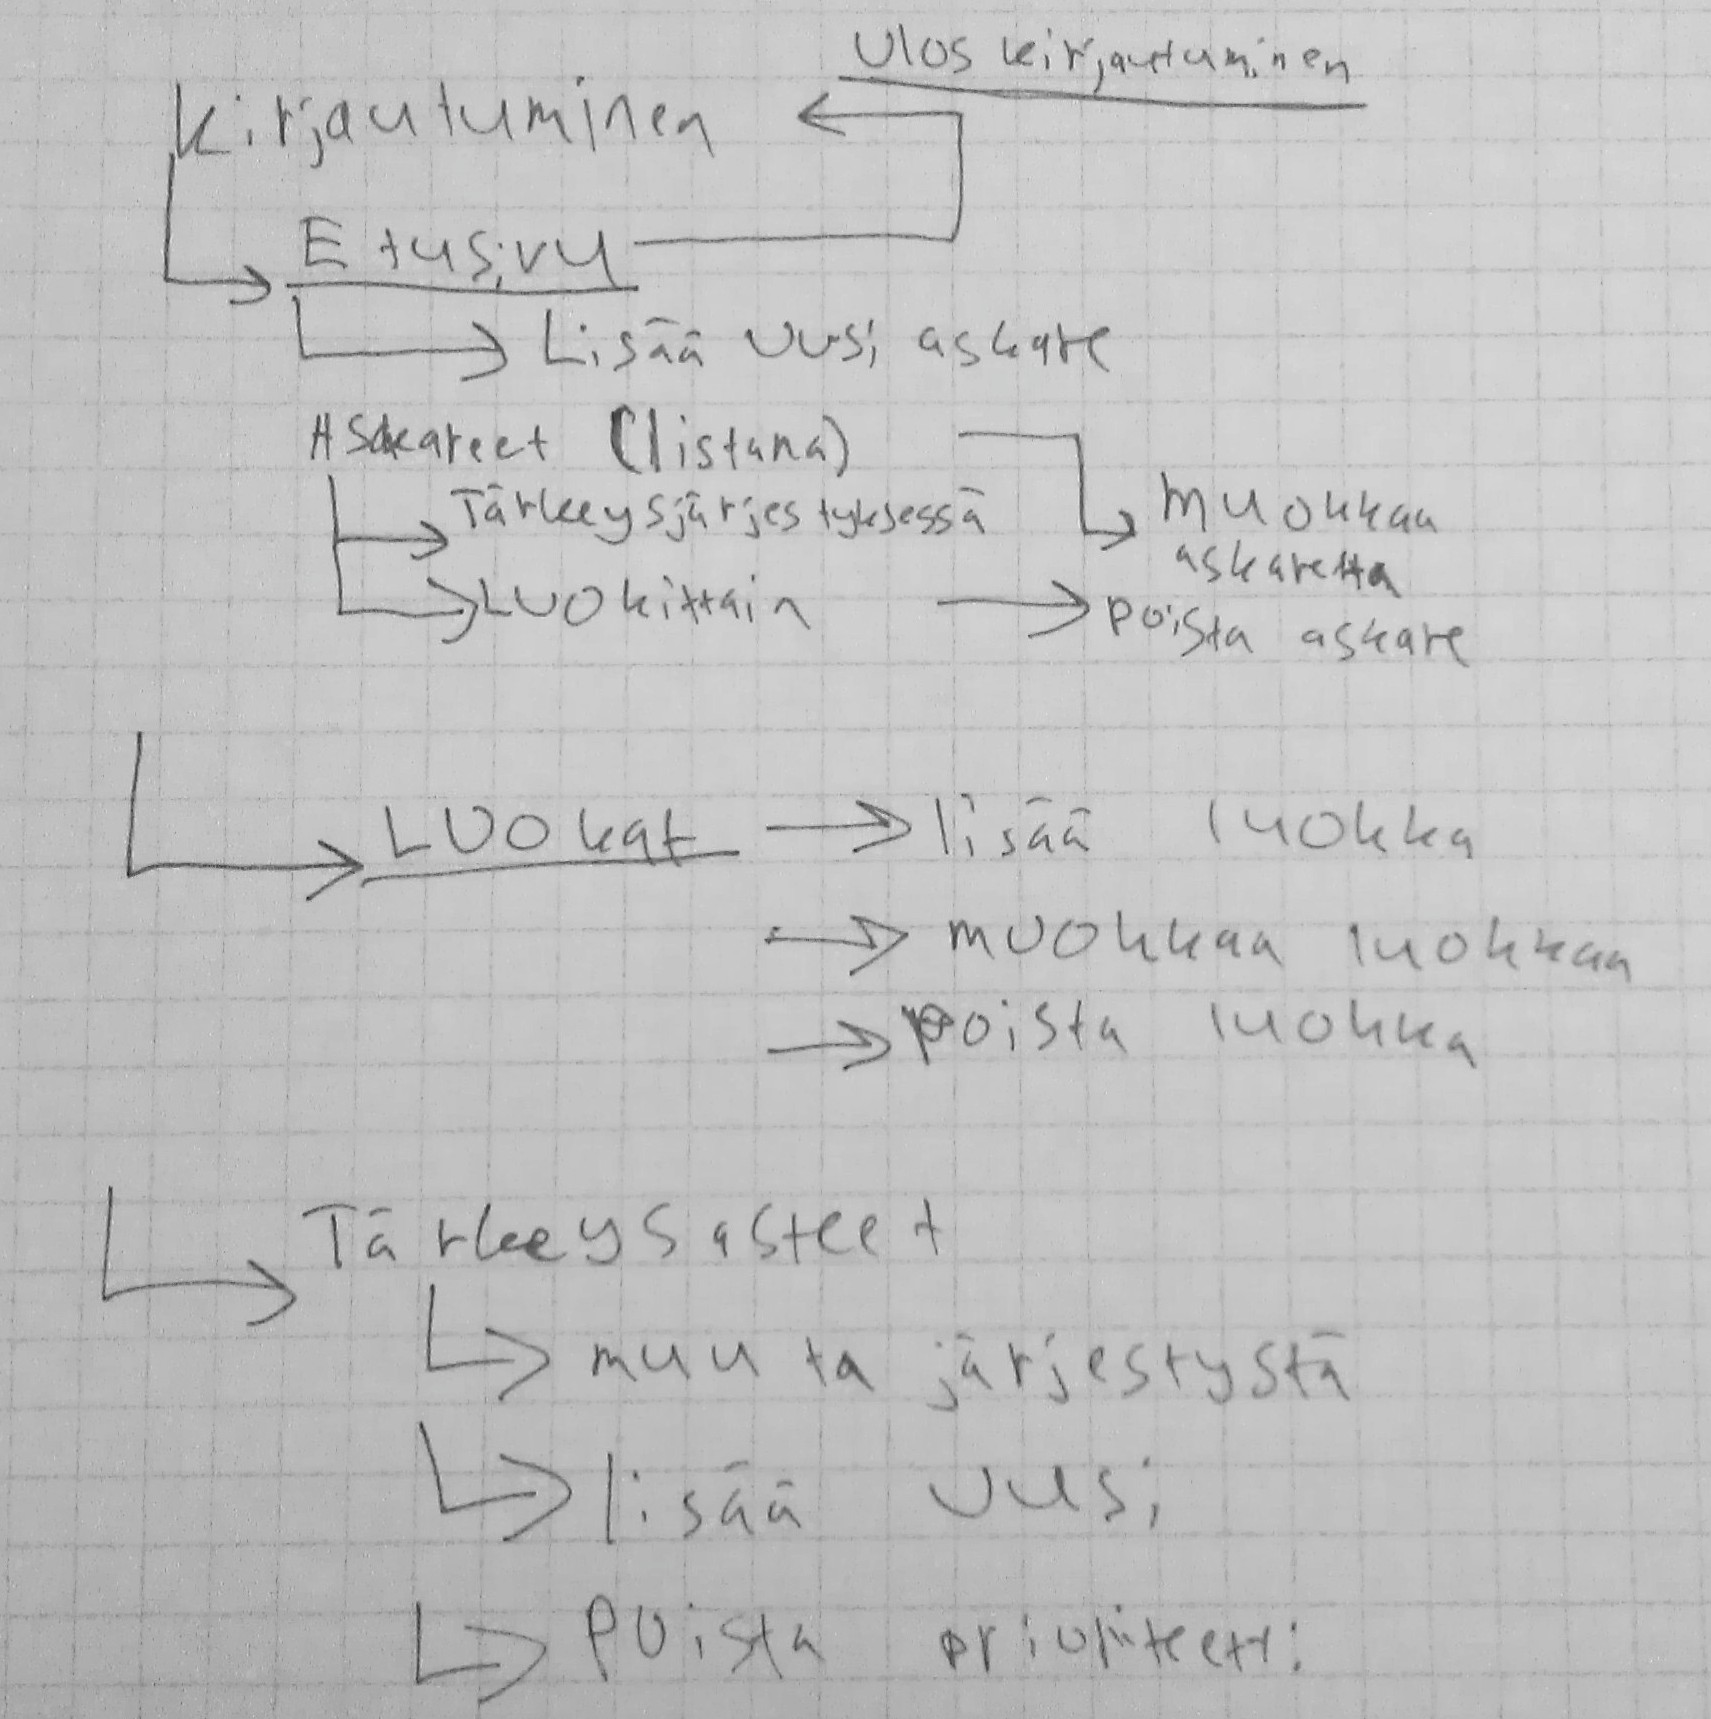 Ulos kirjautuminen
Kirjautuminen
Etusivu
Lisää uusi askare
Askareet (listana)
Tärkeysjärjestyksessä
muokkaa
askaretta
Luokittain
poista askare
Luokat
lisää luokka
muokkaa luokkaa
poista luokka
Tärkeysasteet
muuta järjestystä
lisää uusi
poista prioriteetti